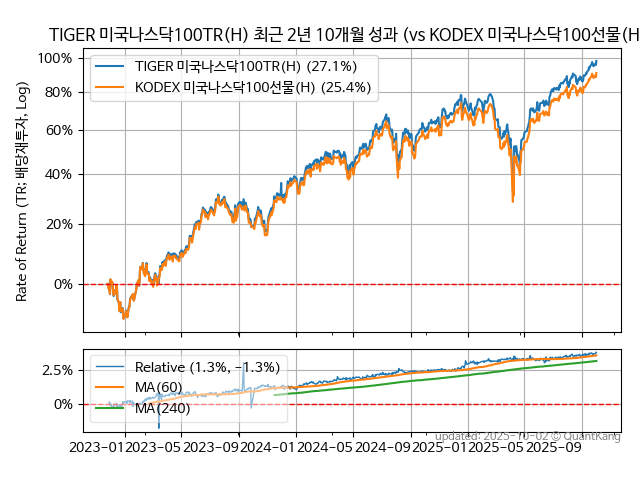 TIGER 미국나스닥100TR(H) 최근 2년 10개월 성과 (vs KODEX 미국나스닥100선물(H
Rate of Return (TR: 배당재투자, Log)
100%
80%
60%
40%
20%
0%
TIGER 미국나스닥100TR(H) (27.1%)
KODEX 미국나스닥100선물(H) (25.4%)
2.5%
0%
Relative (1.3%, -1.3%)
MA(60)
MA(240)
2023-01 2023-05 2023-09 2024-01 2024-05 2024-09 2025-01 2025-05 2025-09
updated: 2025-10-02 © QuantKang